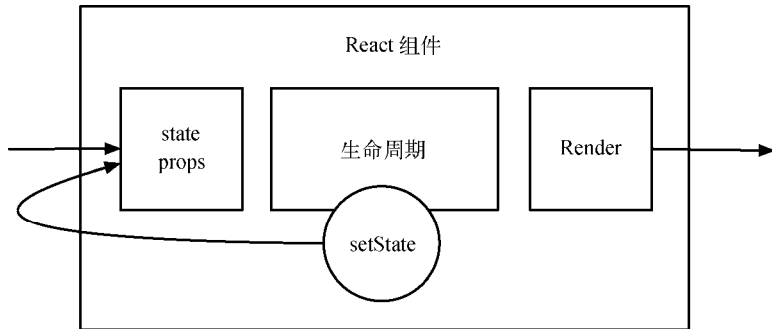 React 组件
state
props
生命周期
Render
setState